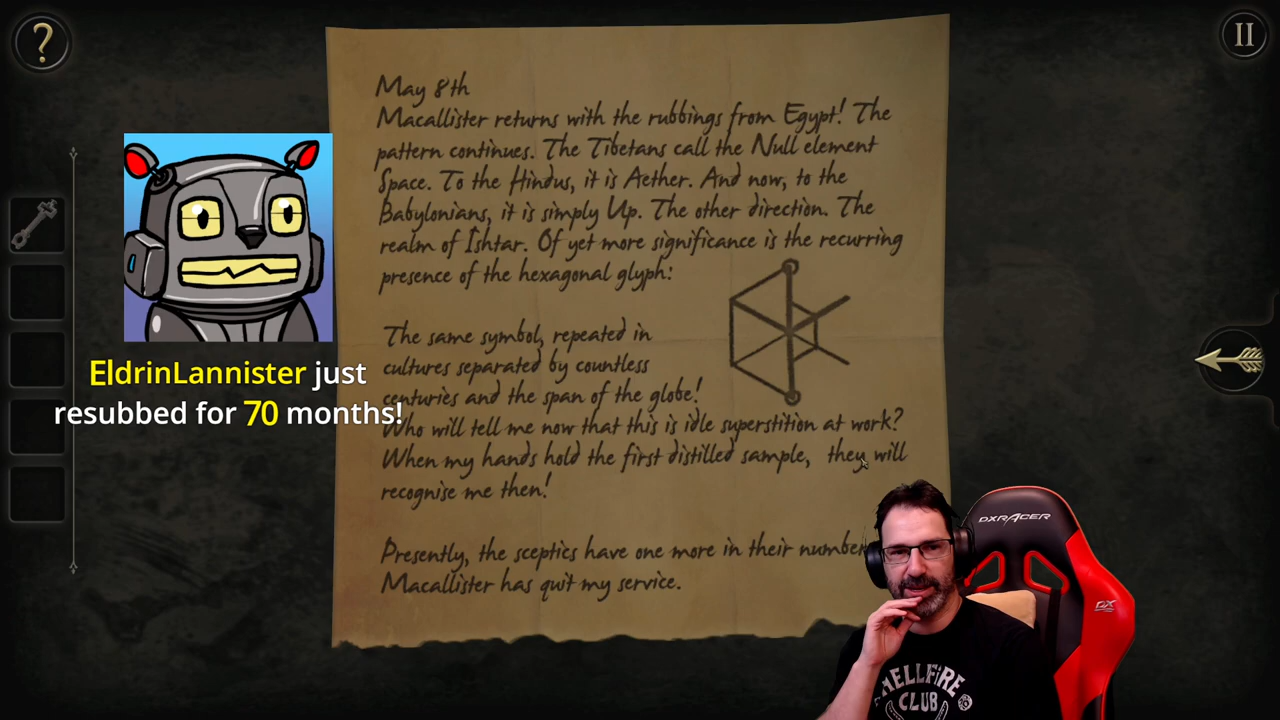 May 8th
Macallister returns with the rubbings from Egypt! The
pattern continues. The Tibetans call the Null element
Space. To the Hindus, it is Aether. And now, to the
Babylonians, it is simply Up. The other direction. The
realm of Ishtar. Of yet more significance is the recurring
presence of the hexagonal glyph:
The same symbol, repeated in
cultures separated by countless
centuries and the span of the globe!
Who will tell me now that this is idle superstition at work?
When my hands hold the first distilled sample, they will
recognise me then!
Presently, the sceptics have one more in their number
Macallister has quit my service.
EldrinLannister just
resubbed for 70 months!
DXRACER
HELLFIRE
CLUB